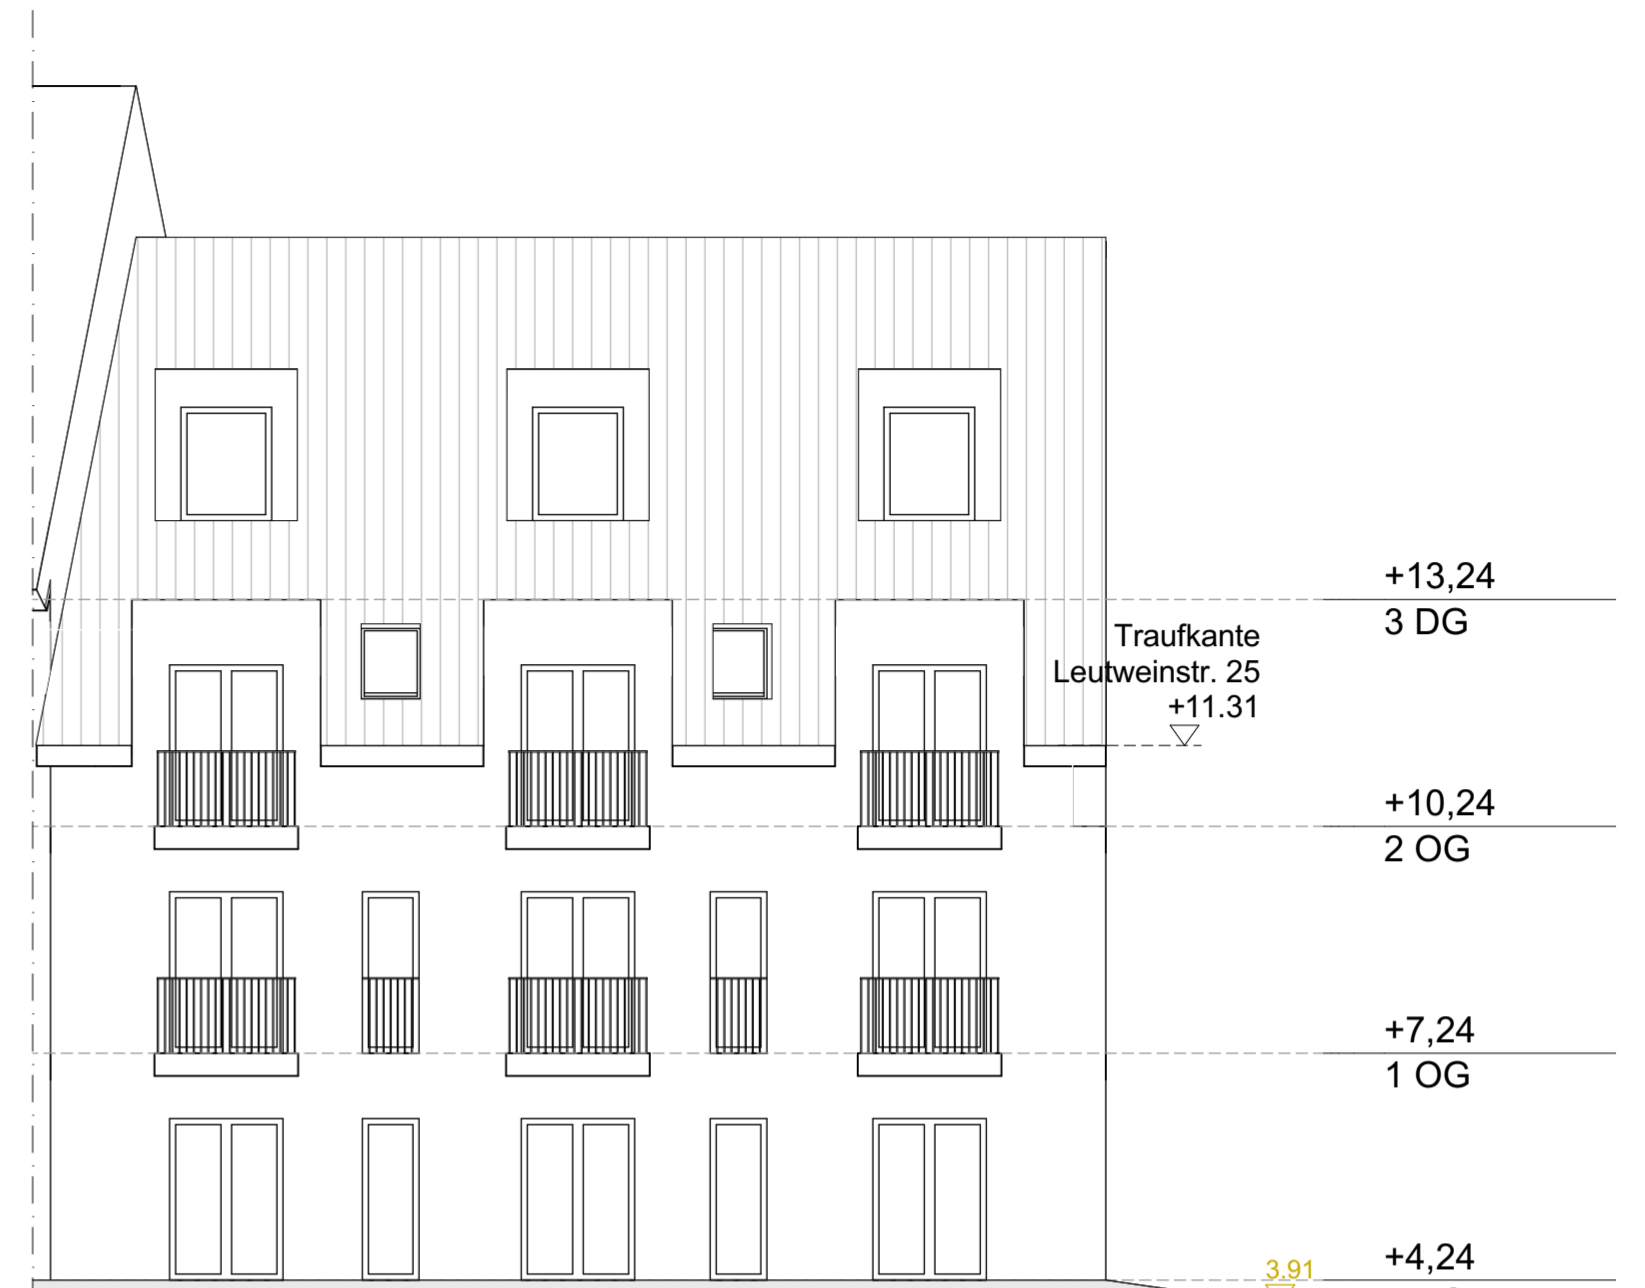 +13,24
3 DG
Traufkante
Leutweinstr. 25
+11.31
+10,24
2 OG
+7,24
1 OG
+4,24
3.91